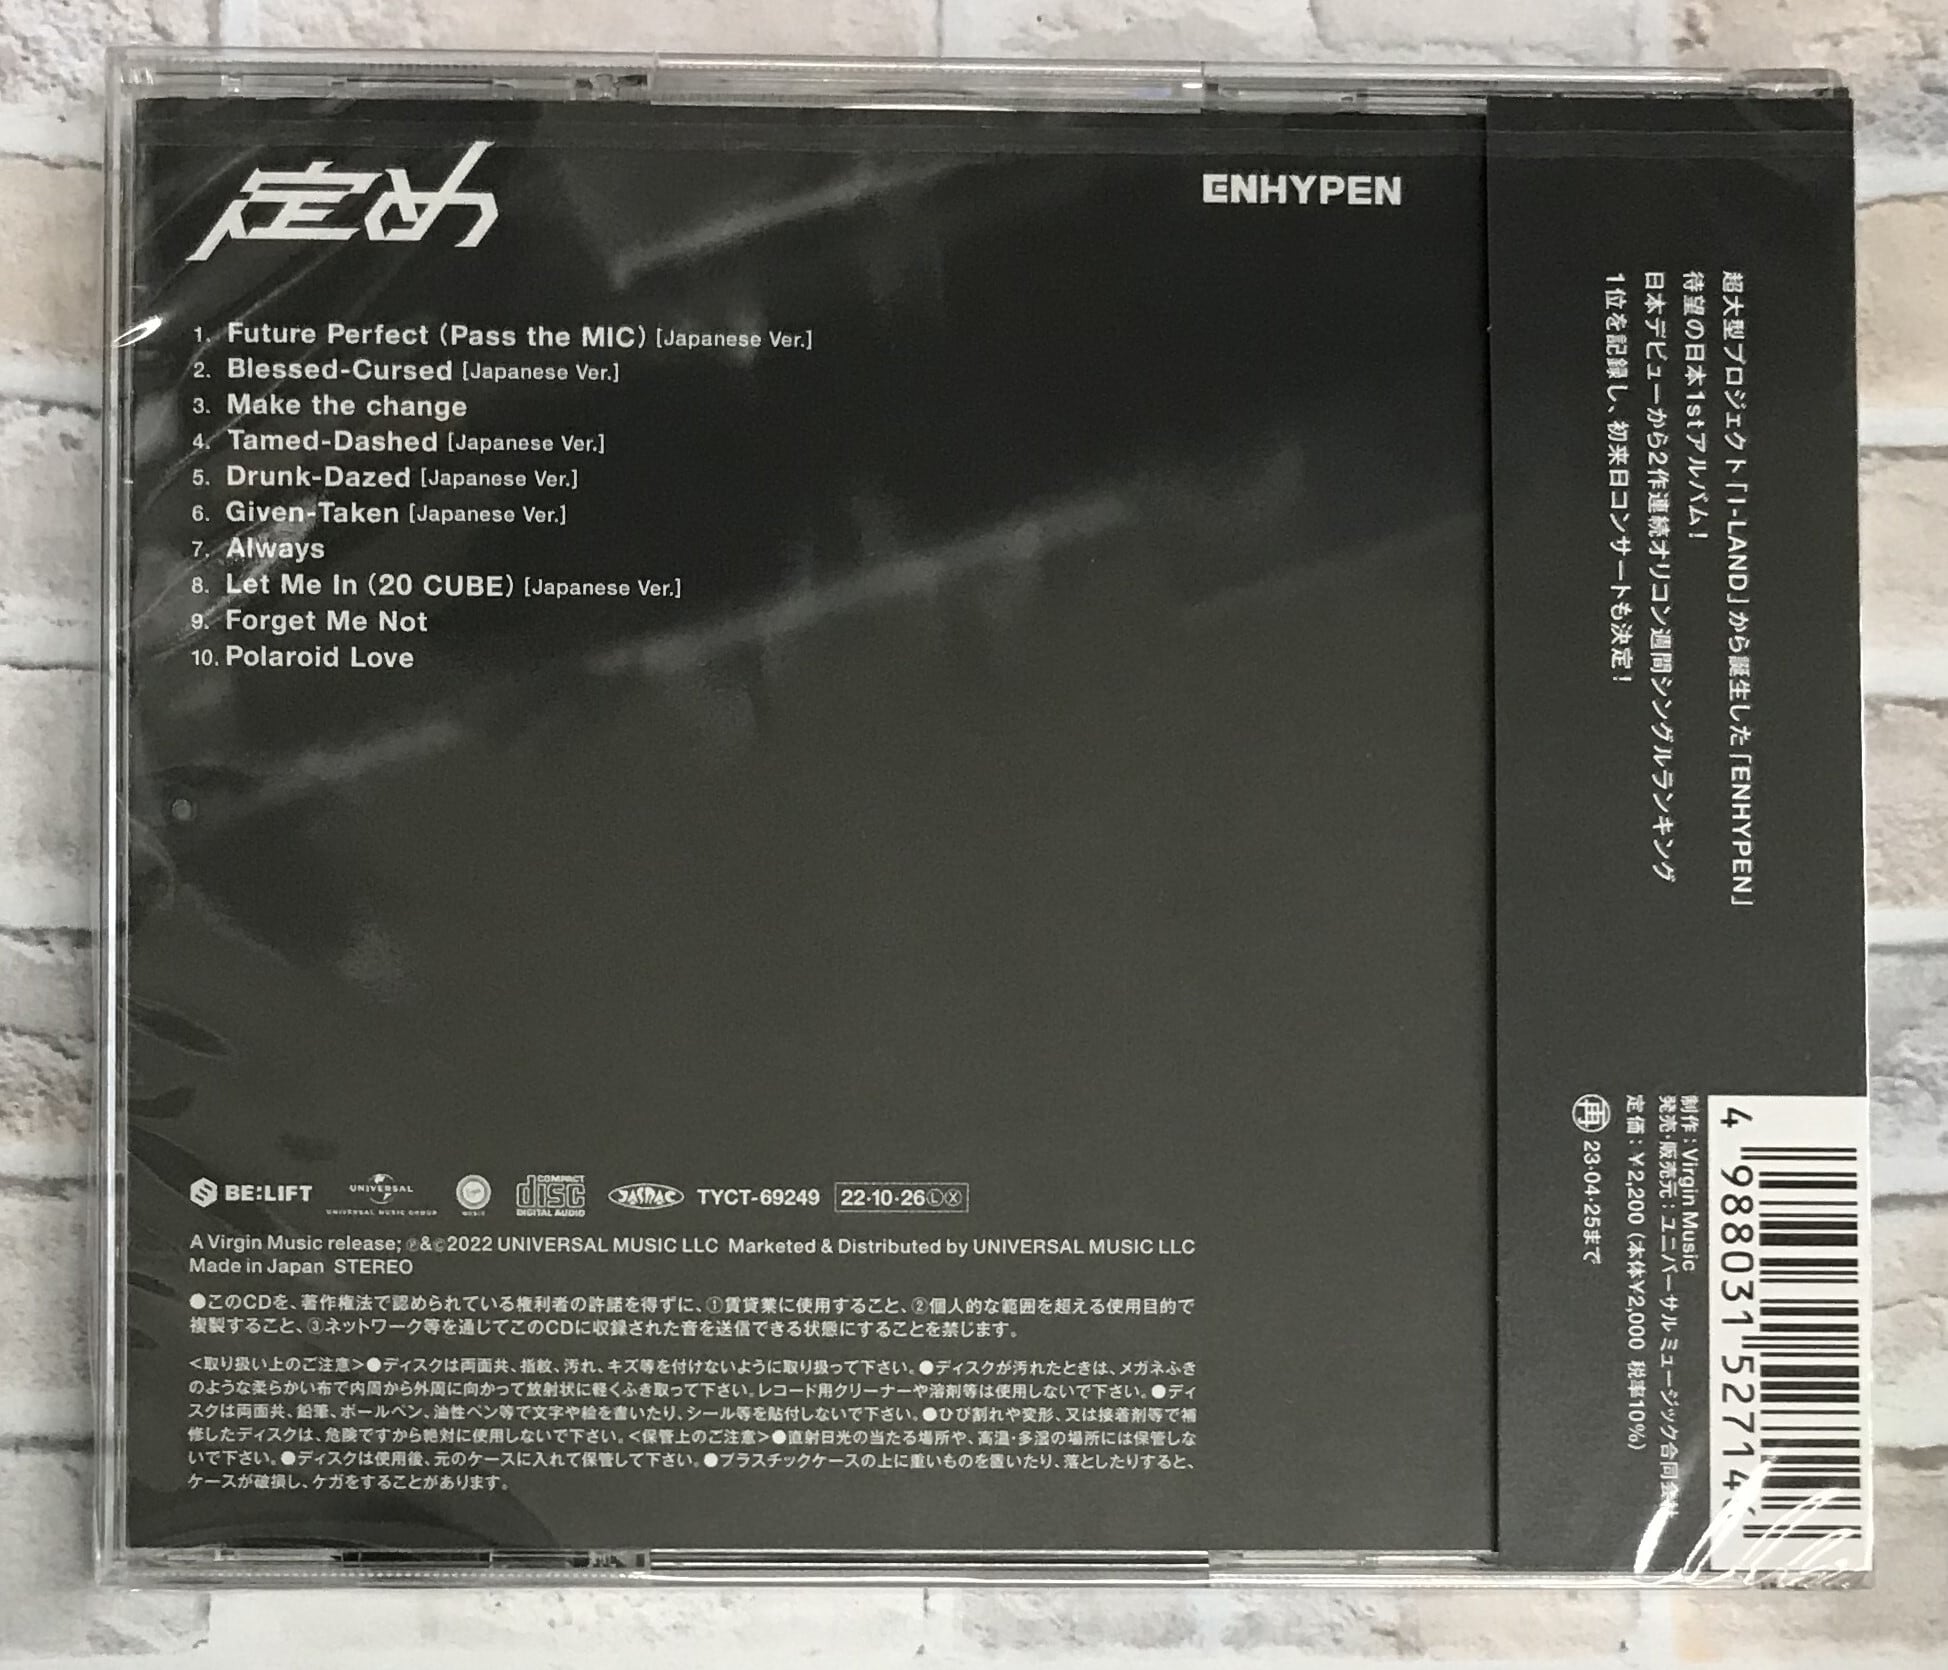 定め
ENHYPEN
1. Future Perfect (Pass the MIC) [Japanese Ver.]
2. Blessed-Cursed [Japanese Ver.]
3. Make the change
4. Tamed-Dashed [Japanese Ver.]
5. Drunk-Dazed [Japanese Ver.]
6. Given-Taken [Japanese Ver.]
7. Always
8. Let Me In (20 CUBE) [Japanese Ver.]
9. Forget Me Not
10. Polaroid Love
BE:LIFT UNIVERSAL UNIVERSAL MUSIC GROUP MUSIC COMPACT disc DIGITAL AUDIO JASRAC TYCT-69249 22・10・26ⓁⓍ
A Virgin Music release; ℗&©2022 UNIVERSAL MUSIC LLC Marketed & Distributed by UNIVERSAL MUSIC LLC
Made in Japan STEREO
●このCDを、著作権法で認められている権利者の許諾を得ずに、①賃貸業に使用すること、②個人的な範囲を超える使用目的で
複製すること、③ネットワーク等を通じてこのCDに収録された音を送信できる状態にすることを禁じます。
<取り扱い上のご注意>●ディスクは両面共、指紋、汚れ、キズ等を付けないように取り扱って下さい。●ディスクが汚れたときは、メガネふき
のような柔らかい布で内周から外周に向かって放射状に軽くふき取って下さい。レコード用クリーナーや溶剤等は使用しないで下さい。●ディ
スクは両面共、鉛筆、ボールペン、油性ペン等で文字や絵を書いたり、シール等を貼付しないで下さい。●ひび割れや変形、又は接着剤等で補
修したディスクは、危険ですから絶対に使用しないで下さい。<保管上のご注意>●直射日光の当たる場所や、高温・多湿の場所には保管しな
いで下さい。●ディスクは使用後、元のケースに入れて保管して下さい。●プラスチックケースの上に重いものを置いたり、落としたりすると、
ケースが破損し、ケガをすることがあります。
超大型プロジェクト「I-LAND」から誕生した「ENHYPEN」
待望の日本1stアルバム！
日本デビューから2作連続オリコン週間シングルランキング
1位を記録し、初来日コンサートも決定！
4 988031 527146
制作：Virgin Music
発売・販売元：ユニバーサル ミュージック合同会社
定価：¥2,200（本体¥2,000 税率10%）
再 23・04・25まで